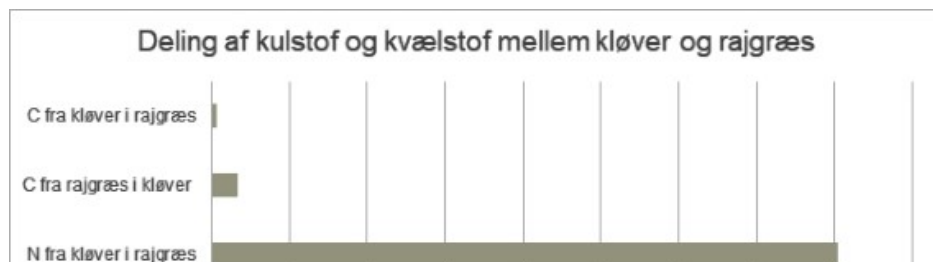 Deling af kulstof og kvælstof mellem kløver og rajgræs
C fra kløver i rajgræs
C fra rajgræs i kløver
N fra kløver i rajgræs